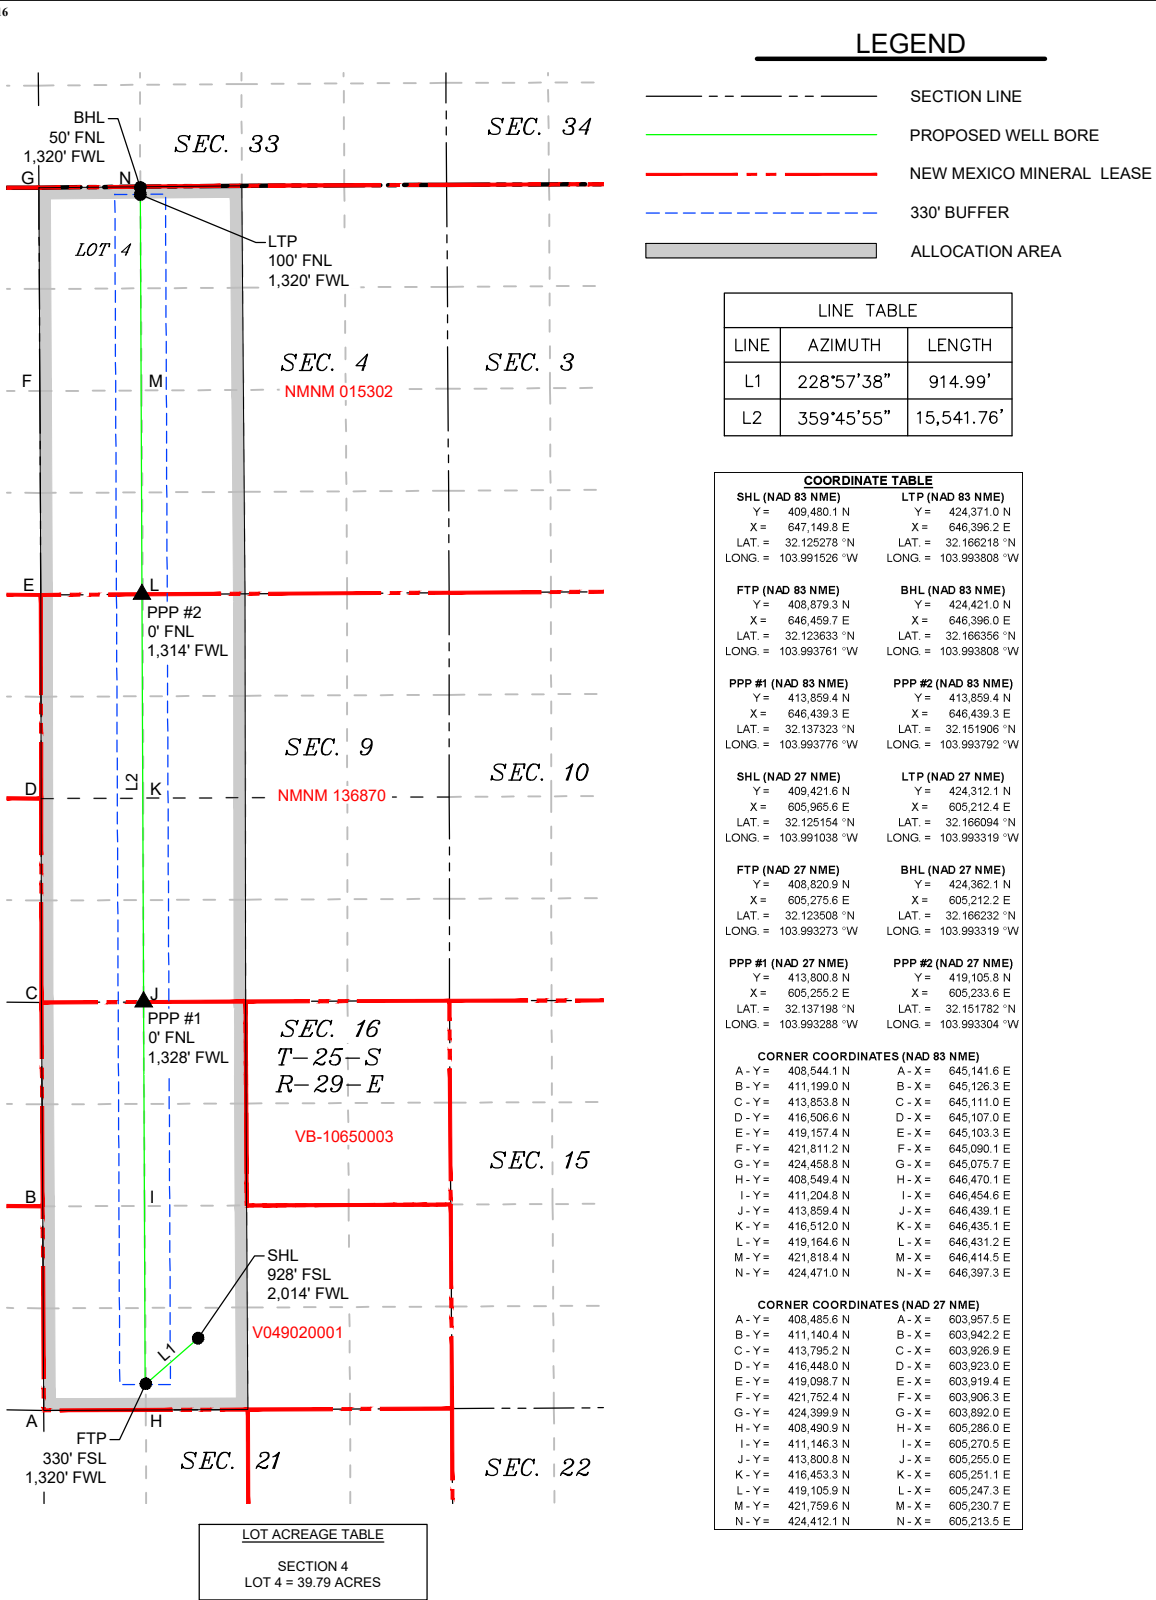 16
LEGEND
SECTION LINE
PROPOSED WELL BORE
NEW MEXICO MINERAL LEASE
330' BUFFER
ALLOCATION AREA
BHL
50' FNL
1,320' FWL
SEC. 33
SEC. 34
G
N
LOT 4
LTP
100' FNL
1,320' FWL
SEC. 4
SEC. 3
F
M
NMNM 015302
E
L
PPP #2
0' FNL
1,314' FWL
SEC. 9
SEC. 10
L2
D
K
NMNM 136870
C
J
PPP #1
0' FNL
1,328' FWL
SEC. 16
T-25-S
R-29-E
VB-10650003
SEC. 15
B
I
SHL
928' FSL
2,014' FWL
V049020001
L1
A
H
FTP
330' FSL
1,320' FWL
SEC. 21
SEC. 22
LOT ACREAGE TABLE
SECTION 4
LOT 4 = 39.79 ACRES
LINE TABLE
LINE AZIMUTH LENGTH
L1 228°57'38" 914.99'
L2 359°45'55" 15,541.76'
COORDINATE TABLE
SHL (NAD 83 NME) LTP (NAD 83 NME)
Y = 409,480.1 N Y = 424,371.0 N
X = 647,149.8 E X = 646,396.2 E
LAT. = 32.125278 °N LAT. = 32.166218 °N
LONG. = 103.991526 °W LONG. = 103.993808 °W
FTP (NAD 83 NME) BHL (NAD 83 NME)
Y = 408,879.3 N Y = 424,421.0 N
X = 646,459.7 E X = 646,396.0 E
LAT. = 32.123633 °N LAT. = 32.166356 °N
LONG. = 103.993761 °W LONG. = 103.993808 °W
PPP #1 (NAD 83 NME) PPP #2 (NAD 83 NME)
Y = 413,859.4 N Y = 413,859.4 N
X = 646,439.3 E X = 646,439.3 E
LAT. = 32.137323 °N LAT. = 32.151906 °N
LONG. = 103.993776 °W LONG. = 103.993792 °W
SHL (NAD 27 NME) LTP (NAD 27 NME)
Y = 409,421.6 N Y = 424,312.1 N
X = 605,965.6 E X = 605,212.4 E
LAT. = 32.125154 °N LAT. = 32.166094 °N
LONG. = 103.991038 °W LONG. = 103.993319 °W
FTP (NAD 27 NME) BHL (NAD 27 NME)
Y = 408,820.9 N Y = 424,362.1 N
X = 605,275.6 E X = 605,212.2 E
LAT. = 32.123508 °N LAT. = 32.166232 °N
LONG. = 103.993273 °W LONG. = 103.993319 °W
PPP #1 (NAD 27 NME) PPP #2 (NAD 27 NME)
Y = 413,800.8 N Y = 419,105.8 N
X = 605,255.2 E X = 605,233.6 E
LAT. = 32.137198 °N LAT. = 32.151782 °N
LONG. = 103.993288 °W LONG. = 103.993304 °W
CORNER COORDINATES (NAD 83 NME)
A - Y = 408,544.1 N A - X = 645,141.6 E
B - Y = 411,199.0 N B - X = 645,126.3 E
C - Y = 413,853.8 N C - X = 645,111.0 E
D - Y = 416,506.6 N D - X = 645,107.0 E
E - Y = 419,157.4 N E - X = 645,103.3 E
F - Y = 421,811.2 N F - X = 645,090.1 E
G - Y = 424,458.8 N G - X = 645,075.7 E
H - Y = 408,549.4 N H - X = 646,470.1 E
I - Y = 411,204.8 N I - X = 646,454.6 E
J - Y = 413,859.4 N J - X = 646,439.1 E
K - Y = 416,512.0 N K - X = 646,435.1 E
L - Y = 419,164.6 N L - X = 646,431.2 E
M - Y = 421,818.4 N M - X = 646,414.5 E
N - Y = 424,471.0 N N - X = 646,397.3 E
CORNER COORDINATES (NAD 27 NME)
A - Y = 408,485.6 N A - X = 603,957.5 E
B - Y = 411,140.4 N B - X = 603,942.2 E
C - Y = 413,795.2 N C - X = 603,926.9 E
D - Y = 416,448.0 N D - X = 603,923.0 E
E - Y = 419,098.7 N E - X = 603,919.4 E
F - Y = 421,752.4 N F - X = 603,906.3 E
G - Y = 424,399.9 N G - X = 603,892.0 E
H - Y = 408,490.9 N H - X = 605,286.0 E
I - Y = 411,146.3 N I - X = 605,270.5 E
J - Y = 413,800.8 N J - X = 605,255.0 E
K - Y = 416,453.3 N K - X = 605,251.1 E
L - Y = 419,105.9 N L - X = 605,247.3 E
M - Y = 421,759.6 N M - X = 605,230.7 E
N - Y = 424,412.1 N N - X = 605,213.5 E